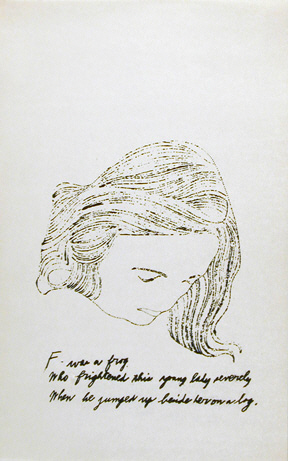 F. was a frog
Who frightened this young lady severely
When he jumped up beside her on a log.